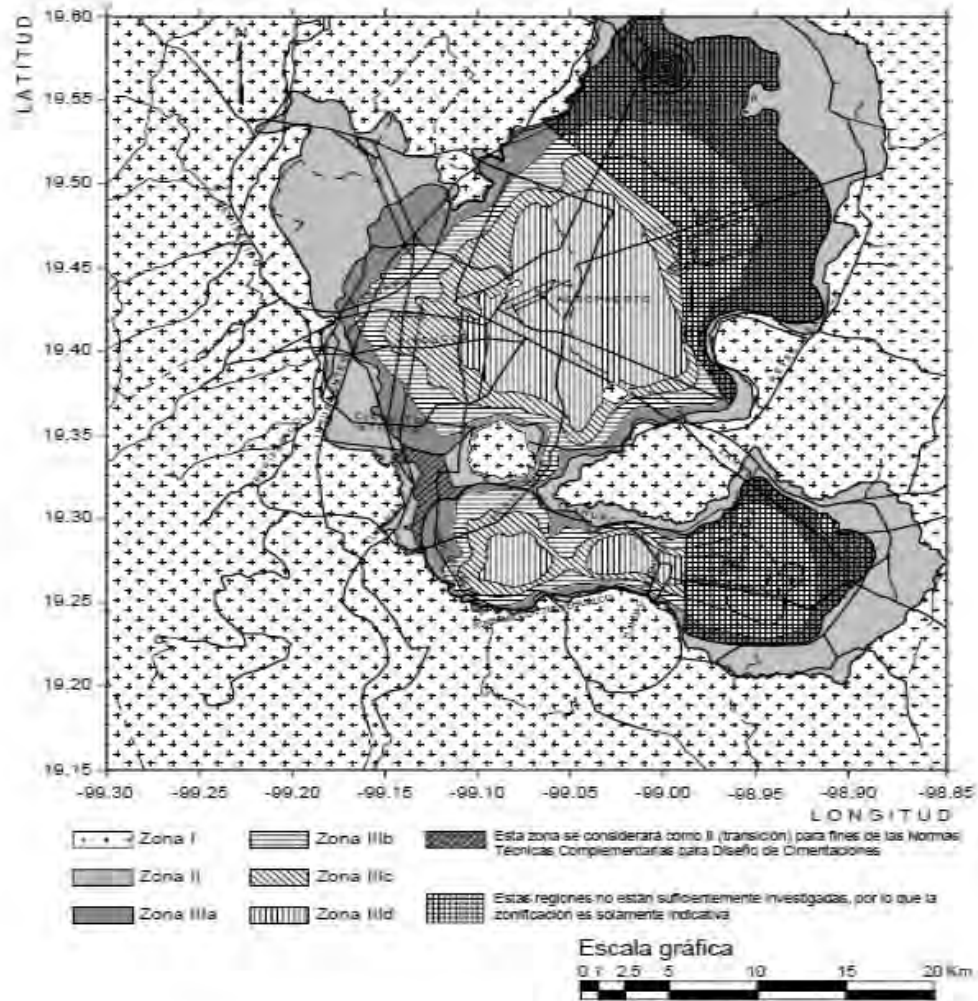 LATITUD
19.60
19.55
19.50
19.45
19.40
19.35
19.30
19.25
19.20
19.15
N
AEROPUERTO
-99.30
-99.25
-99.20
-99.15
-99.10
-99.05
-99.00
-98.95
-98.90
-98.85
LONGITUD
Zona I
Zona II
Zona IIIa
Zona IIIb
Zona IIIc
Zona IIId
Esta zona se considerará como II (transición) para fines de las Normas
Técnicas Complementarias para Diseño de Cimentaciones
Estas regiones no están suficientemente investigadas, por lo que la
zonificación es solamente indicativa
Escala gráfica
0 1 2.5 5 10 15 20 Km